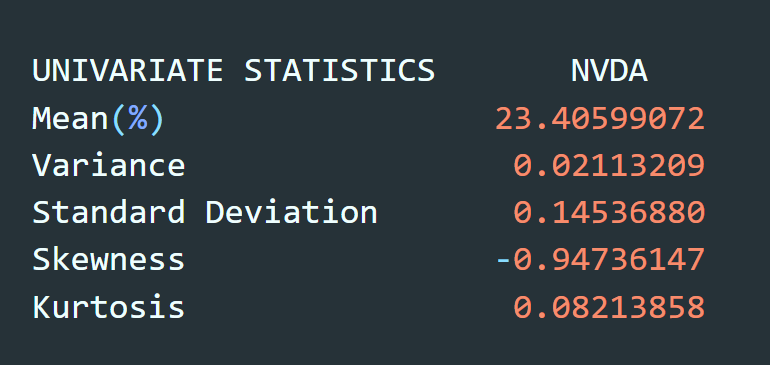 UNIVARIATE STATISTICS NVDA
Mean(%) 23.40599072
Variance 0.02113209
Standard Deviation 0.14536880
Skewness -0.94736147
Kurtosis 0.08213858